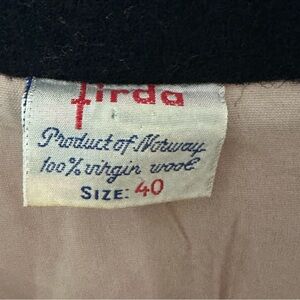 firda
Product of Norway
100% virgin wool
SIZE: 40